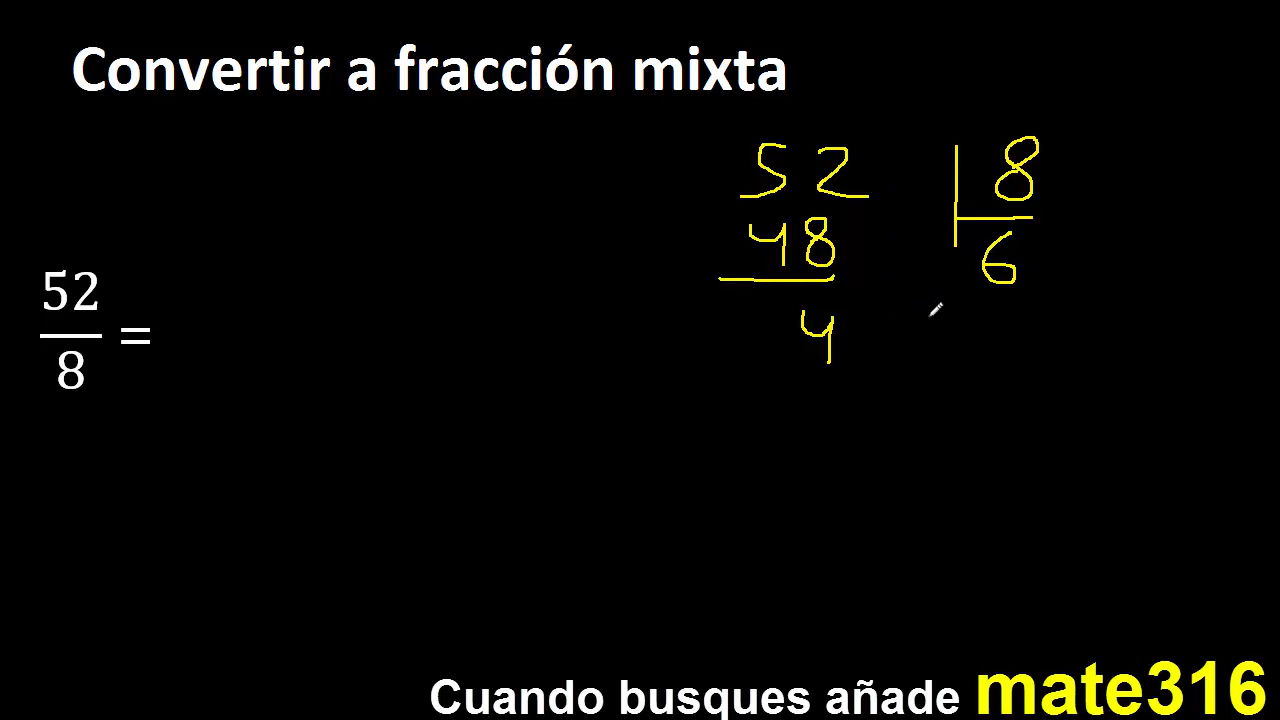 Convertir a fracción mixta
52 8
48 6
4
52
8 =
Cuando busques añade mate316